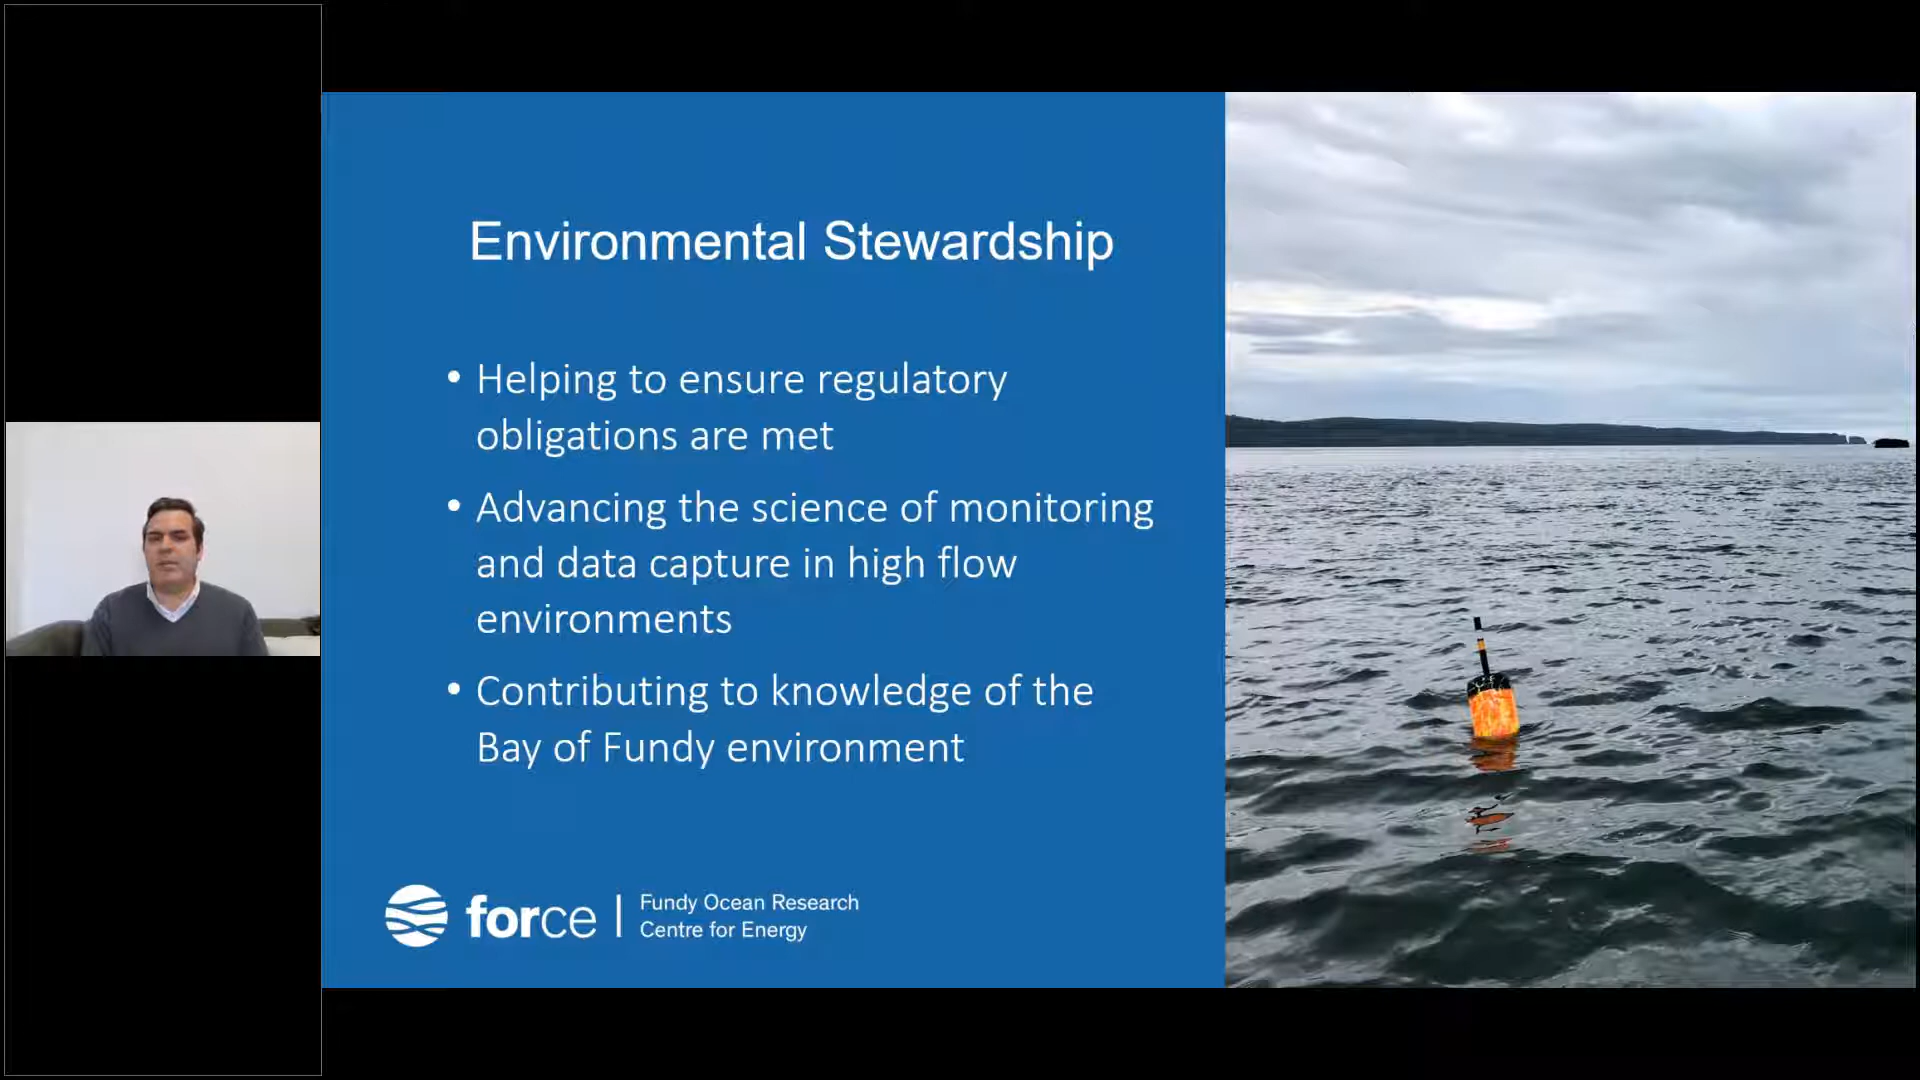 Environmental Stewardship
• Helping to ensure regulatory
obligations are met
• Advancing the science of monitoring
and data capture in high flow
environments
• Contributing to knowledge of the
Bay of Fundy environment
force | Fundy Ocean Research
Centre for Energy